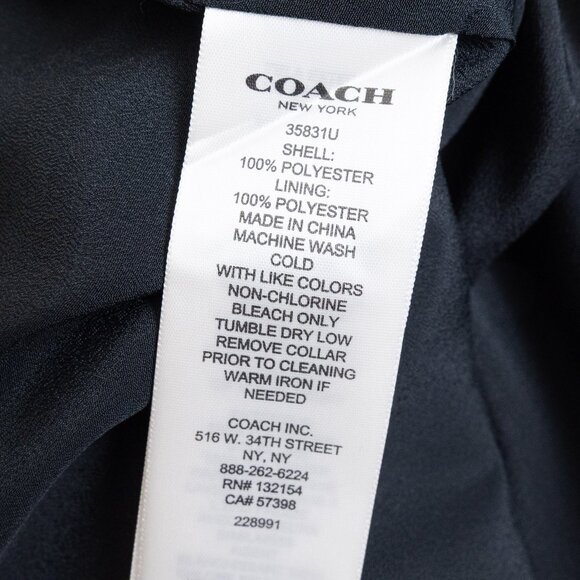 COACH
NEW YORK
35831U
SHELL:
100% POLYESTER
LINING:
100% POLYESTER
MADE IN CHINA
MACHINE WASH
COLD
WITH LIKE COLORS
NON-CHLORINE
BLEACH ONLY
TUMBLE DRY LOW
REMOVE COLLAR
PRIOR TO CLEANING
WARM IRON IF
NEEDED
COACH INC.
516 W. 34TH STREET
NY, NY
888-262-6224
RN# 132154
CA# 57398
228991